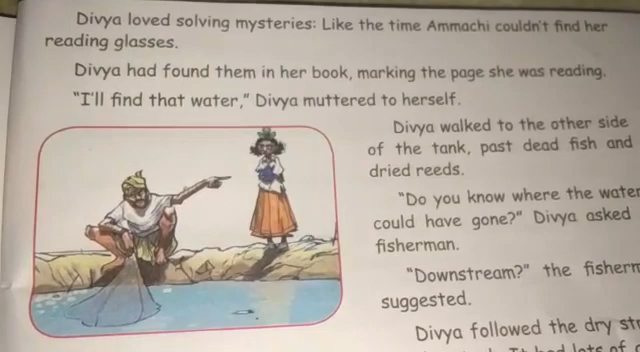 Divya loved solving mysteries: Like the time Ammachi couldn't find her
reading glasses.
Divya had found them in her book, marking the page she was reading.
"I'll find that water," Divya muttered to herself.
Divya walked to the other side
of the tank, past dead fish and
dried reeds.
"Do you know where the water
could have gone?" Divya asked
fisherman.
"Downstream?" the
suggested.
Divya followed the dry
lots of